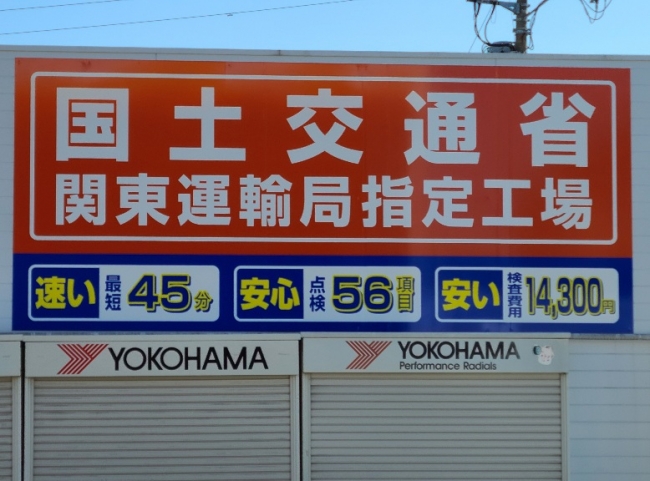 国土交通省
関東運輸局指定工場
速い 最短 45分
安心 点検 56項目
安い 検査費用 14,300円
YOKOHAMA
YOKOHAMA
Performance Radials